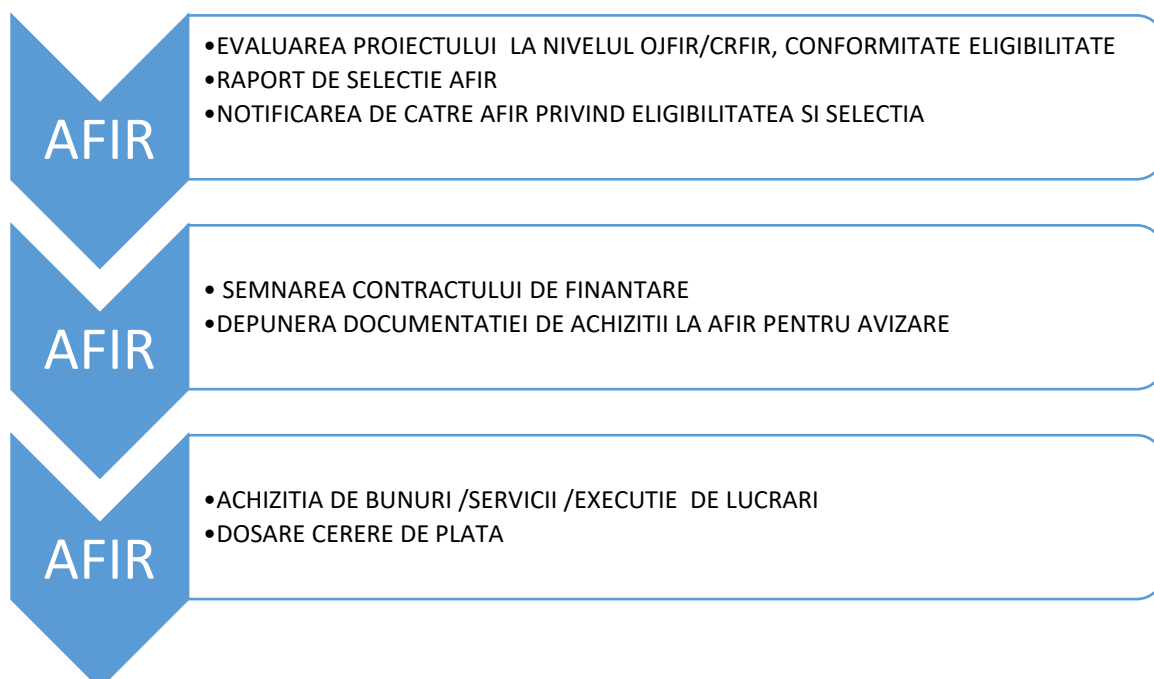 AFIR
•EVALUAREA PROIECTULUI LA NIVELUL OJFIR/CRFIR, CONFORMITATE ELIGIBILITATE
•RAPORT DE SELECTIE AFIR
•NOTIFICAREA DE CATRE AFIR PRIVIND ELIGIBILITATEA SI SELECTIA
AFIR
• SEMNAREA CONTRACTULUI DE FINANTARE
•DEPUNERA DOCUMENTATIEI DE ACHIZITII LA AFIR PENTRU AVIZARE
AFIR
•ACHIZITIA DE BUNURI /SERVICII /EXECUTIE DE LUCRARI
•DOSARE CERERE DE PLATA